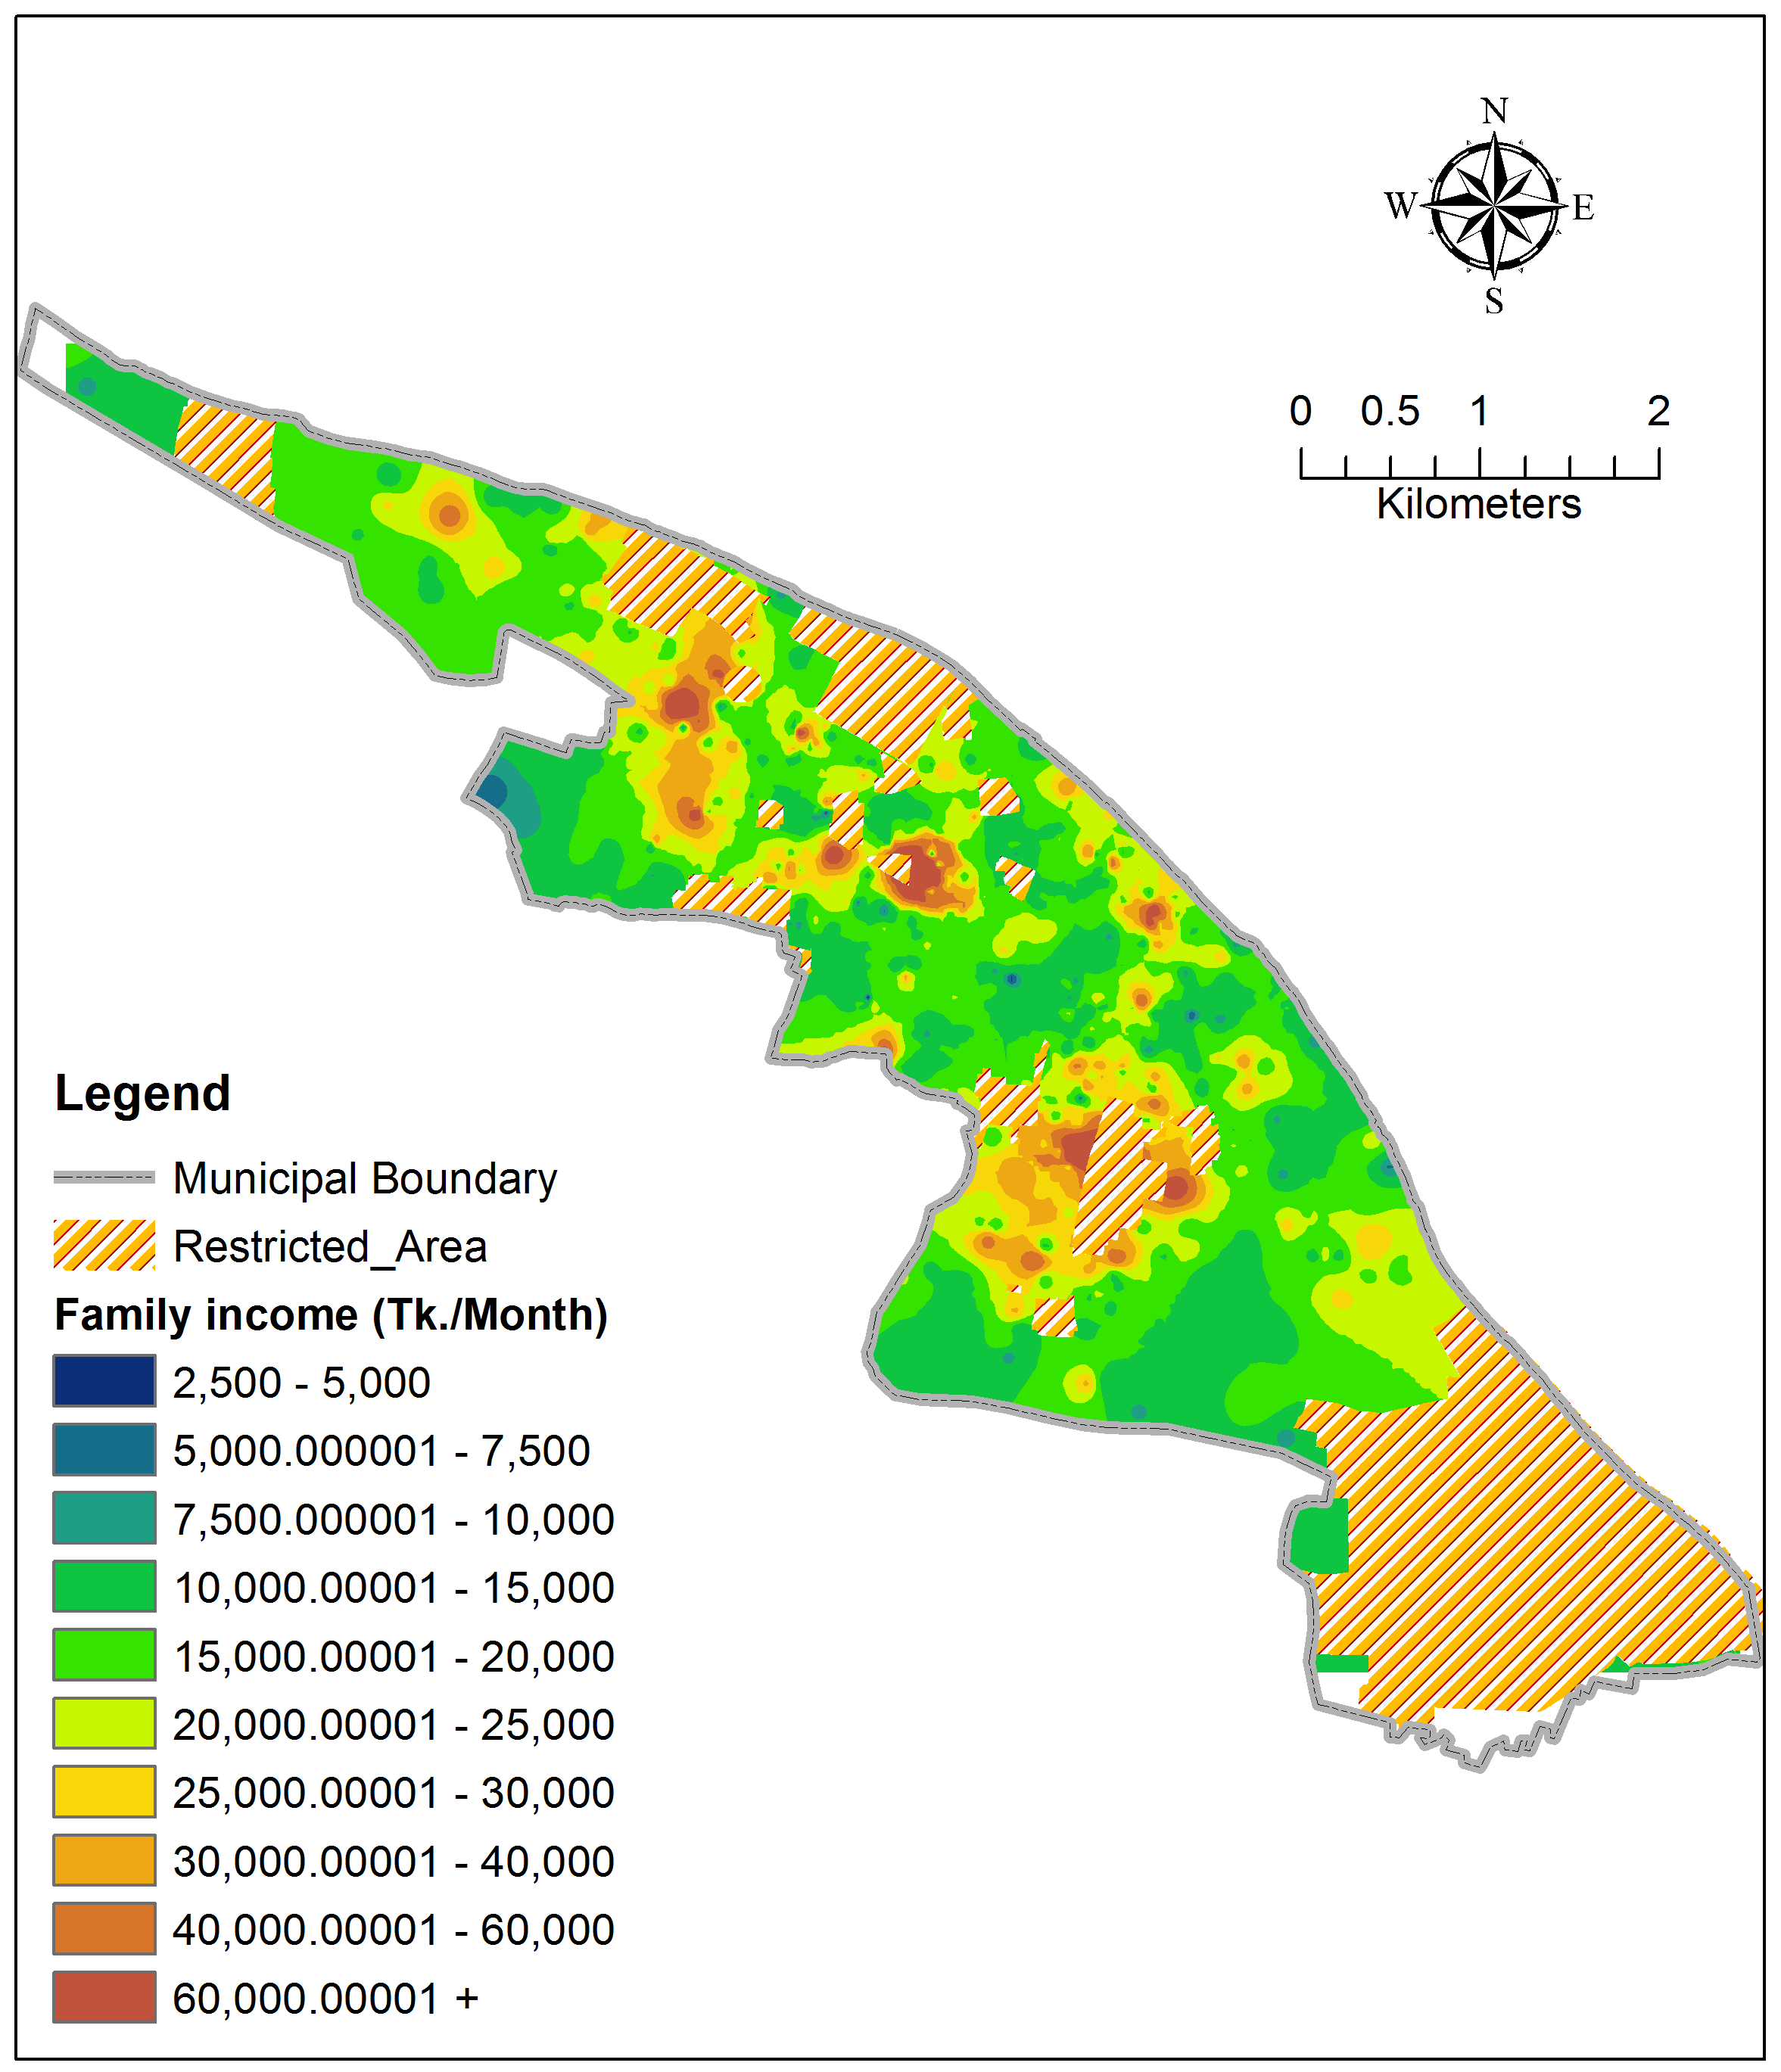 N
W E
S
0 0.5 1 2
Kilometers
Legend
Municipal Boundary
Restricted_Area
Family income (Tk./Month)
2,500 - 5,000
5,000.000001 - 7,500
7,500.000001 - 10,000
10,000.00001 - 15,000
15,000.00001 - 20,000
20,000.00001 - 25,000
25,000.00001 - 30,000
30,000.00001 - 40,000
40,000.00001 - 60,000
60,000.00001 +